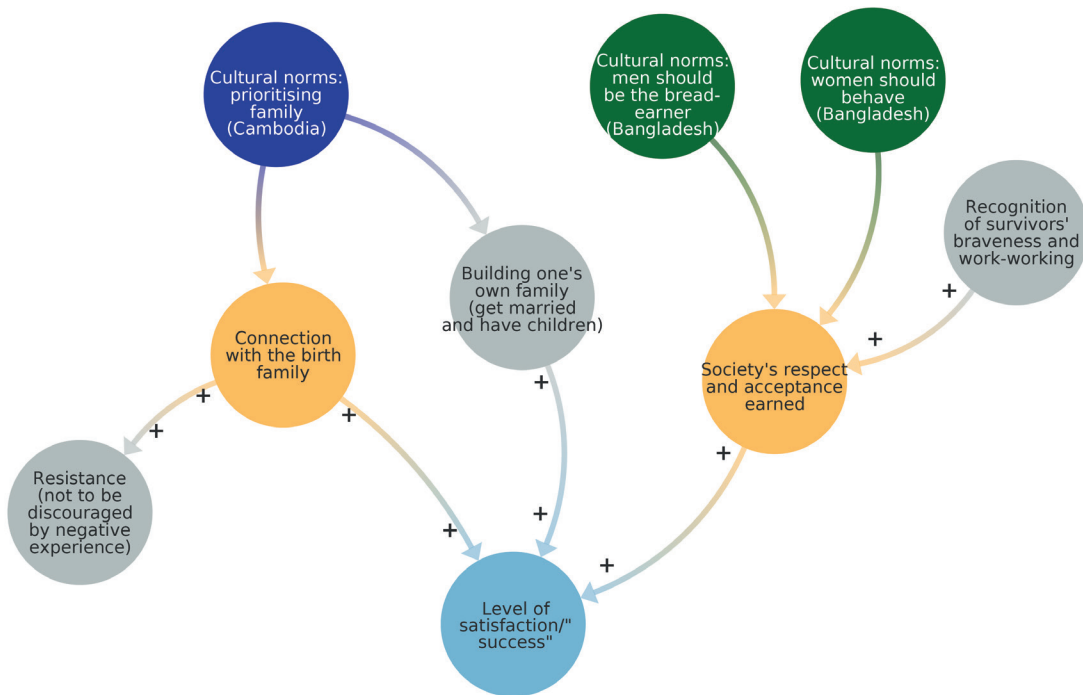 Cultural norms:
prioritising
family
(Cambodia)
Cultural norms:
men should
be the bread-
earner
(Bangladesh)
Cultural norms:
women should
behave
(Bangladesh)
Recognition
of survivors'
braveness and
work-working
Building one's
own family
(get married
and have children)
Connection
with the birth
family
Society's respect
and acceptance
earned
Resistance
(not to be
discouraged
by negative
experience)
Level of
satisfaction/"
success"
+
+
+
+
+
+
+
+
+
+